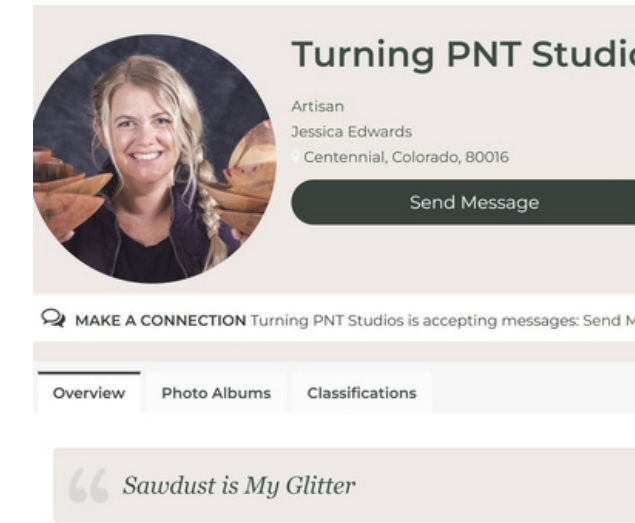 Turning PNT Studio
Artisan
Jessica Edwards
Centennial, Colorado, 80016
Send Message
MAKE A CONNECTION Turning PNT Studios is accepting messages: Send M
Overview Photo Albums Classifications
Sawdust is My Glitter